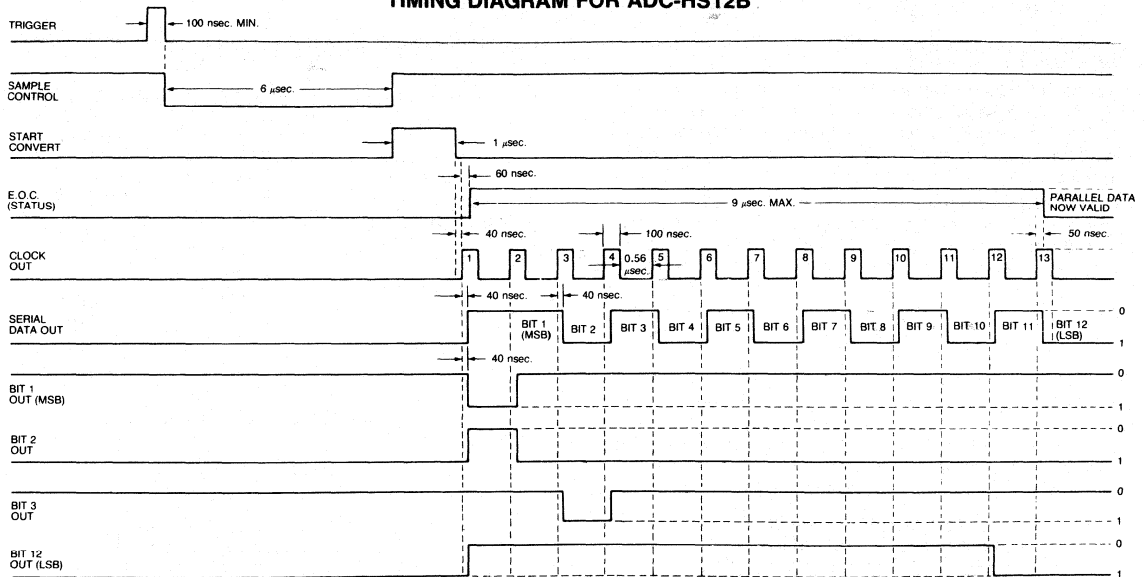 TIMING DIAGRAM FOR ADC-HS12B
TRIGGER
100 nsec. MIN.
SAMPLE
CONTROL
6 µsec.
START
CONVERT
1 µsec.
60 nsec.
E.O.C.
(STATUS)
9 µsec. MAX.
PARALLEL DATA
NOW VALID
40 nsec.
100 nsec.
50 nsec.
CLOCK
OUT
1 2 3 4 0.56 5 6 7 8 9 10 11 12 13
µsec.
40 nsec. 40 nsec.
SERIAL
DATA OUT
0
BIT 1 BIT 2 BIT 3 BIT 4 BIT 5 BIT 6 BIT 7 BIT 8 BIT 9 BIT 10 BIT 11 BIT 12
(MSB) (LSB)
1
40 nsec.
BIT 1
OUT (MSB)
0
1
BIT 2
OUT
0
1
BIT 3
OUT
0
1
BIT 12
OUT (LSB)
0
1